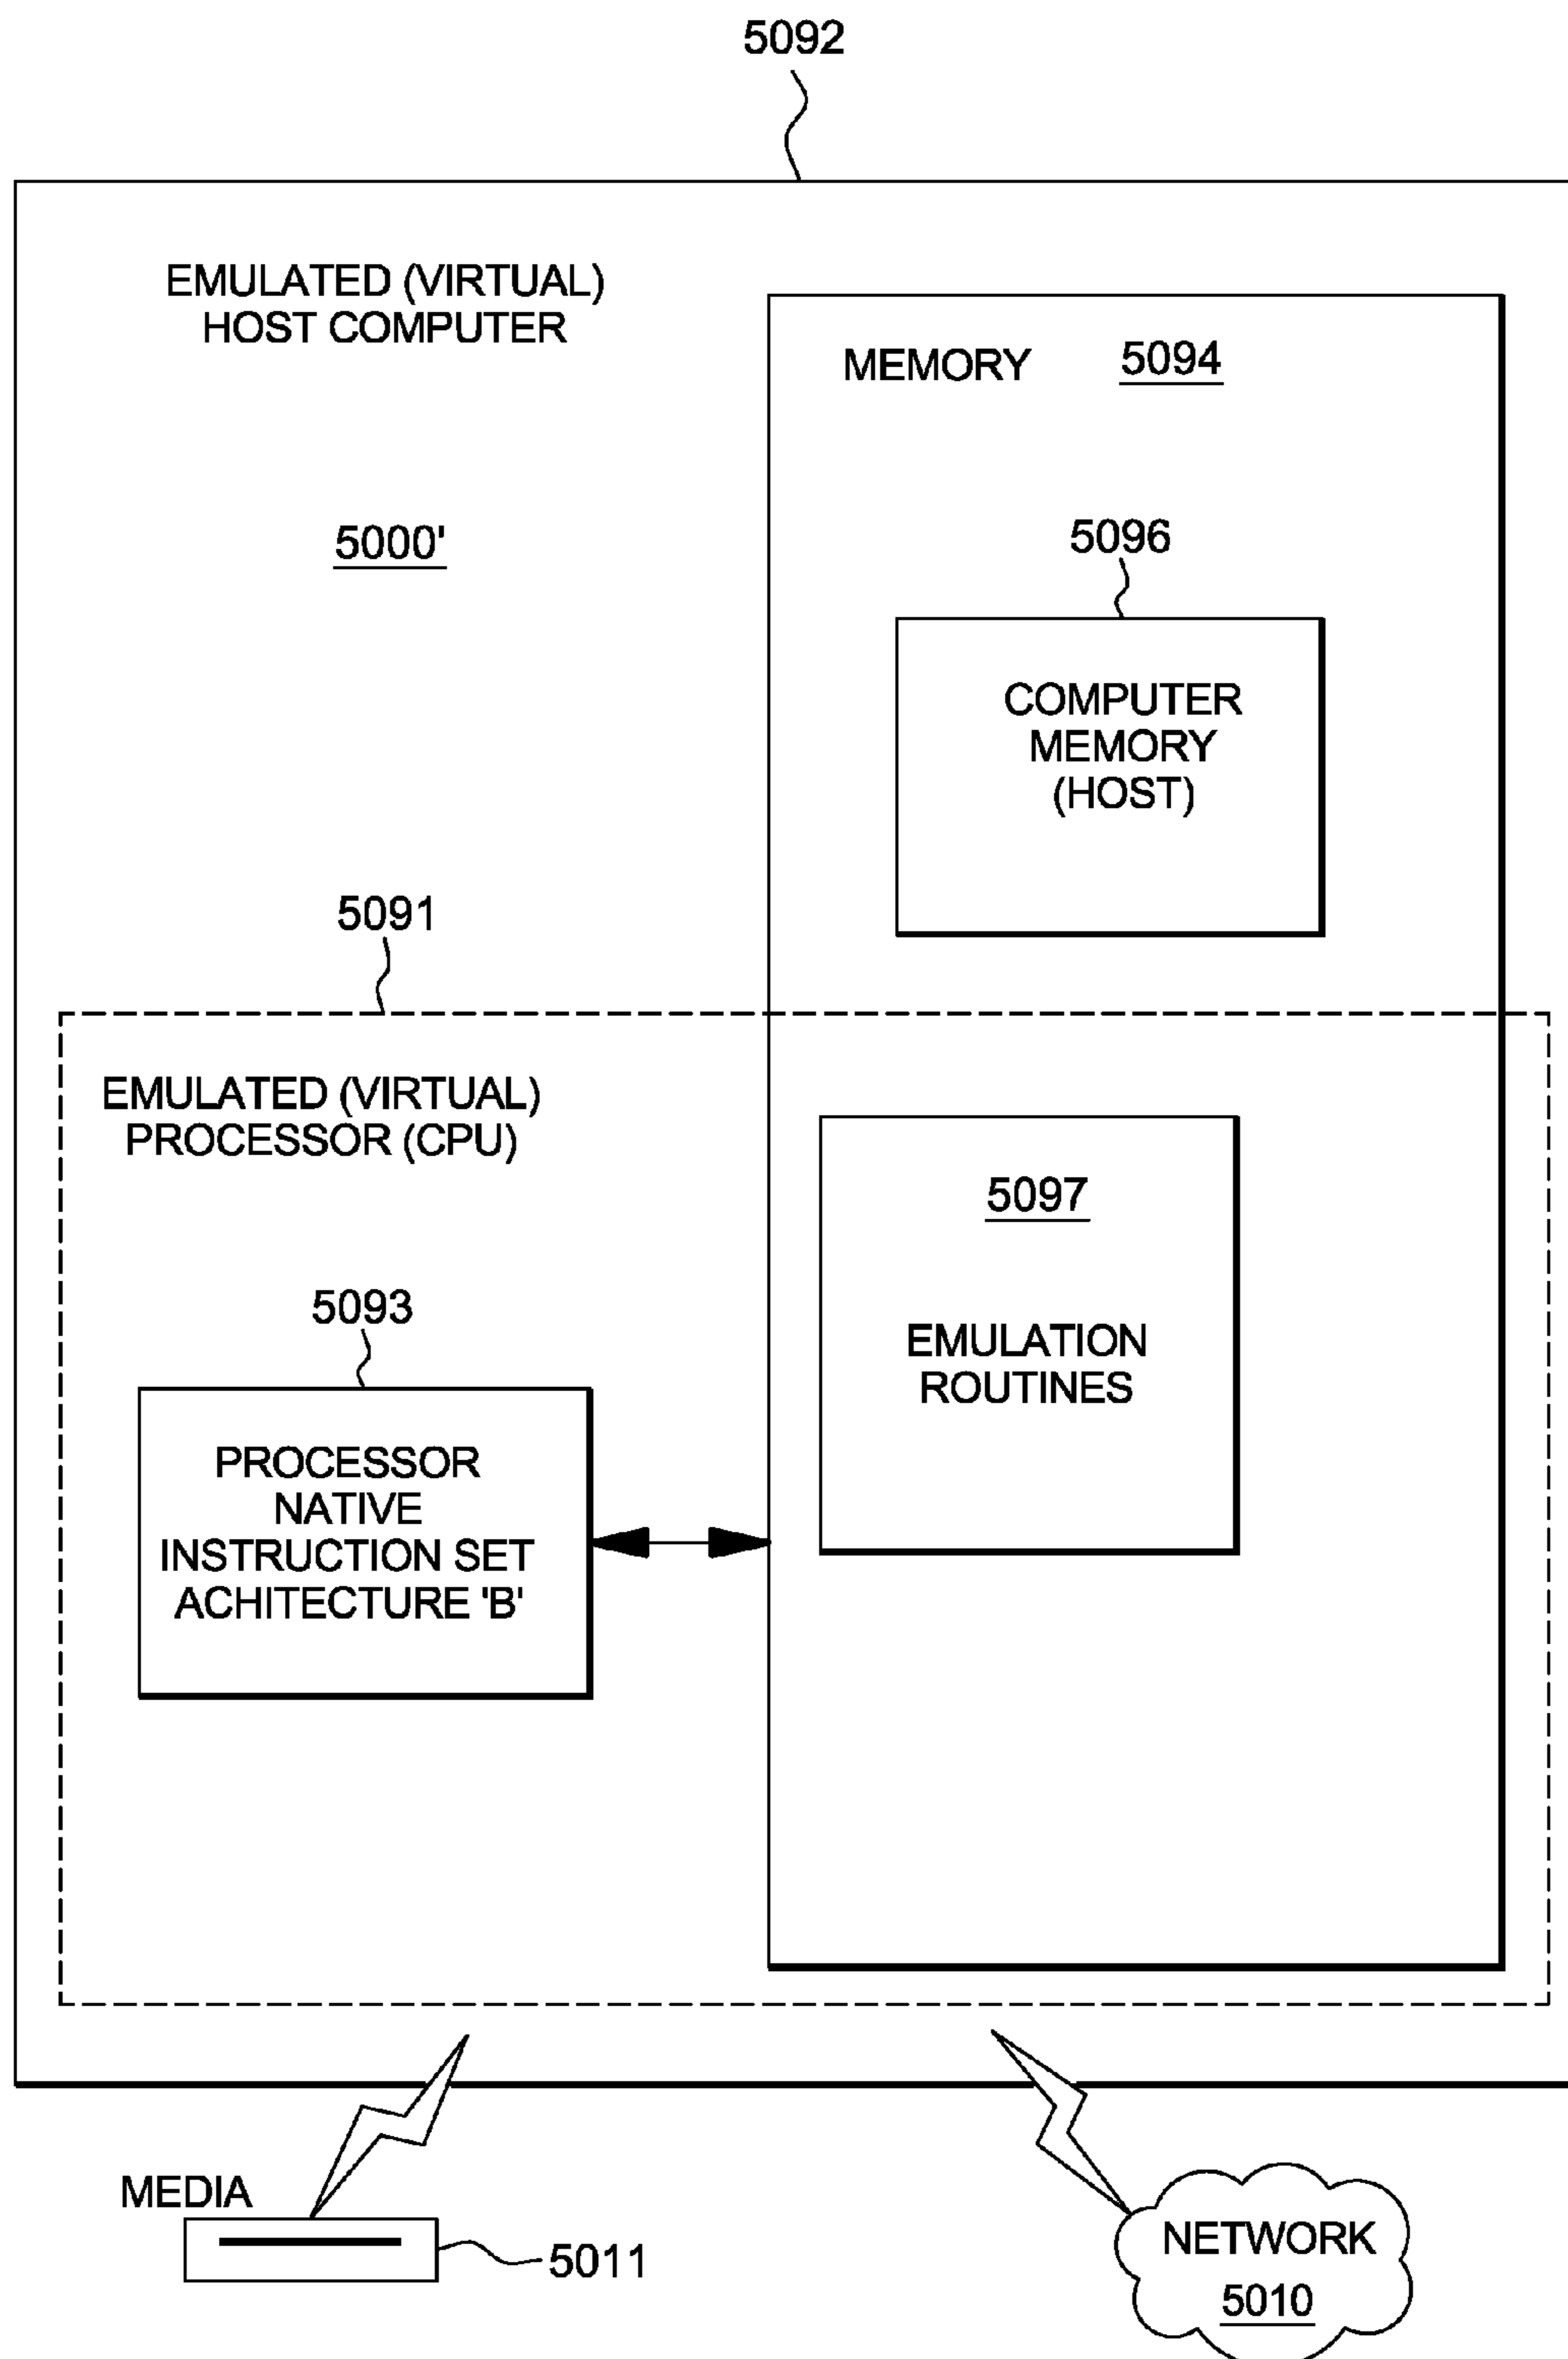 5092
EMULATED (VIRTUAL)
HOST COMPUTER
5000'
MEMORY 5094
5096
COMPUTER
MEMORY
(HOST)
5091
EMULATED (VIRTUAL)
PROCESSOR (CPU)
5097
EMULATION
ROUTINES
5093
PROCESSOR
NATIVE
INSTRUCTION SET
ACHITECTURE 'B'
MEDIA
5011
NETWORK
5010